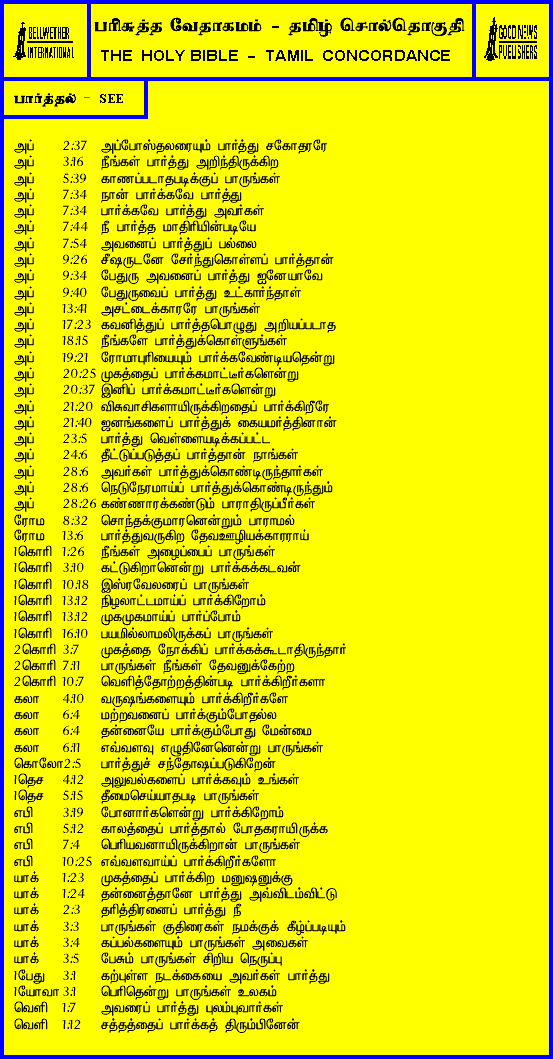 BELLWETHER
INTERNATIONAL
பரிசுத்த வேதாகமம் - தமிழ் சொல்தொகுதி
THE HOLY BIBLE - TAMIL CONCORDANCE
GOOD NEWS
PUBLISHERS
பார்த்தல் - SEE
அப் 2:37 அப்போஸ்தலரையும் பார்த்து சகோதரரே
அப் 3:16 நீங்கள் பார்த்து அறிந்திருக்கிற
அப் 5:39 காணப்படாதபடிக்குப் பாருங்கள்
அப் 7:34 நான் பார்க்கவே பார்த்து
அப் 7:34 பார்க்கவே பார்த்து அவர்கள்
அப் 7:44 நீ பார்த்த மாதிரியின்படியே
அப் 7:54 அவனைப் பார்த்துப் பல்லை
அப் 9:26 சீஷருடனே சேர்ந்துகொள்ளப் பார்த்தான்
அப் 9:34 பேதுரு அவனைப் பார்த்து ஐனேயாவே
அப் 9:40 பேதுருவைப் பார்த்து உட்கார்ந்தாள்
அப் 13:41 அசட்டைக்காரரே பாருங்கள்
அப் 17:23 கவனித்துப் பார்த்தபொழுது அறியப்படாத
அப் 18:15 நீங்களே பார்த்துக்கொள்ளுங்கள்
அப் 19:21 ரோமாபுரியையும் பார்க்கவேண்டியதென்று
அப் 20:25 முகத்தைப் பார்க்கமாட்டீர்களென்று
அப் 20:37 இனிப் பார்க்கமாட்டீர்களென்று
அப் 21:20 விசுவாசிகளாயிருக்கிறதைப் பார்க்கிறீரே
அப் 21:40 ஜனங்களைப் பார்த்துக் கையமர்த்தினான்
அப் 23:5 பார்த்து வெள்ளையடிக்கப்பட்ட
அப் 24:6 தீட்டுப்படுத்தப் பார்த்தான் நாங்கள்
அப் 28:6 அவர்கள் பார்த்துக்கொண்டிருந்தார்கள்
அப் 28:6 நெடுநேரமாய்ப் பார்த்துக்கொண்டிருந்தும்
அப் 28:26 கண்ணாரக்கண்டும் பாராதிருப்பீர்கள்
ரோம 8:32 சொந்தக்குமாரனென்றும் பாராமல்
ரோம 13:6 பார்த்துவருகிற தேவஊழியக்காரராய்
1கொரி 1:26 நீங்கள் அழைப்பைப் பாருங்கள்
1கொரி 3:10 கட்டுகிறானென்று பார்க்கக்கடவன்
1கொரி 10:18 இஸ்ரவேலரைப் பாருங்கள்
1கொரி 13:12 நிழலாட்டமாய்ப் பார்க்கிறோம்
1கொரி 13:12 முகமுகமாய்ப் பார்ப்போம்
1கொரி 16:10 பயமில்லாமலிருக்கப் பாருங்கள்
2கொரி 3:7 முகத்தை நோக்கிப் பார்க்கக்கூடாதிருந்தார்
2கொரி 7:11 பாருங்கள் நீங்கள் தேவனுக்கேற்ற
2கொரி 10:7 வெளித்தோற்றத்தின்படி பார்க்கிறீர்களா
கலா 4:10 வருஷங்களையும் பார்க்கிறீர்களே
கலா 6:4 மற்றவனைப் பார்க்கும்போதல்ல
கலா 6:4 தன்னையே பார்க்கும்போது மேன்மை
கலா 6:11 எவ்வளவு எழுதினேனென்று பாருங்கள்
கொலோ 2:5 பார்த்துச் சந்தோஷப்படுகிறேன்
1தெச 4:12 அலுவல்களைப் பார்க்கவும் உங்கள்
1தெச 5:15 தீமைசெய்யாதபடி பாருங்கள்
எபி 3:19 போனார்களென்று பார்க்கிறோம்
எபி 5:12 காலத்தைப் பார்த்தால் போதகராயிருக்க
எபி 7:4 பெரியவனாயிருக்கிறான் பாருங்கள்
எபி 10:25 எவ்வளவாய்ப் பார்க்கிறீர்களோ
யாக் 1:23 முகத்தைப் பார்க்கிற மனுஷனுக்கு
யாக் 1:24 தன்னைத்தானே பார்த்து அவ்விடம்விட்டு
யாக் 2:3 தரித்திரனைப் பார்த்து நீ
யாக் 3:3 பாருங்கள் குதிரைகள் நமக்குக் கீழ்ப்படியும்
யாக் 3:4 கப்பல்களையும் பாருங்கள் அவைகள்
யாக் 3:5 பேசும் பாருங்கள் சிறிய நெருப்பு
1பேது 3:1 கற்புள்ள நடக்கையை அவர்கள் பார்த்து
1யோவா 3:1 பெரிதென்று பாருங்கள் உலகம்
வெளி 1:7 அவரைப் பார்த்து புலம்புவார்கள்
வெளி 1:12 சத்தத்தைப் பார்க்கத் திரும்பினேன்